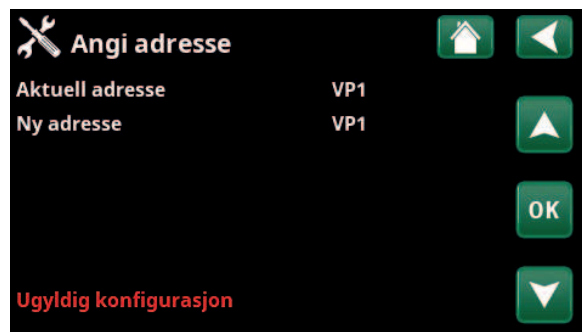 Angi adresse
Aktuell adresse VP1
Ny adresse VP1
OK
Ugyldig konfigurasjon